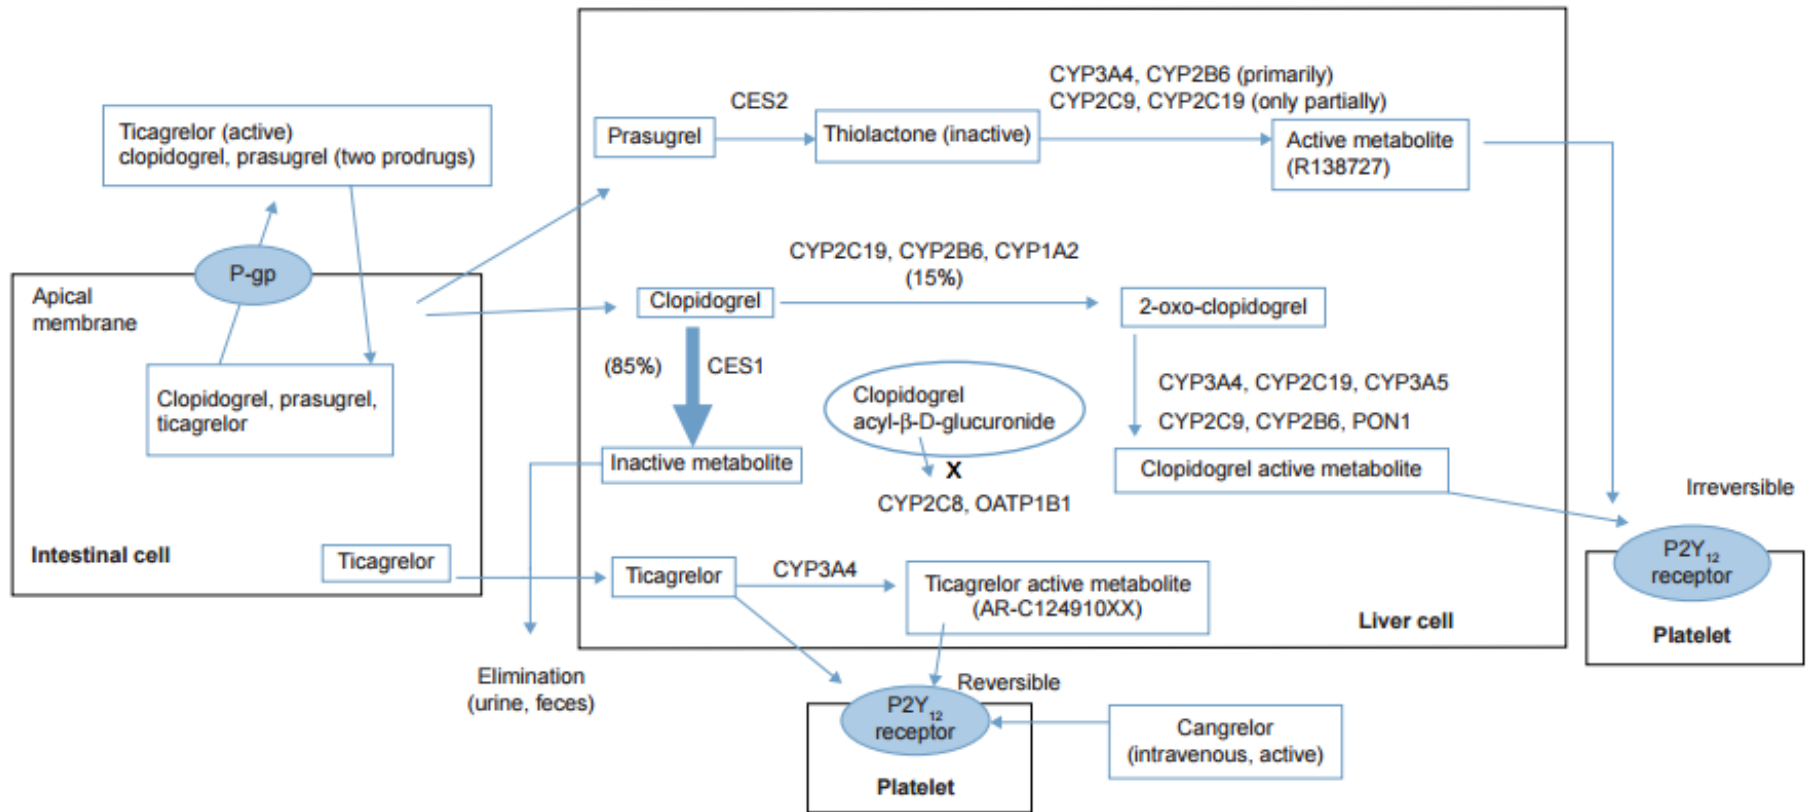 Ticagrelor (active)
clopidogrel, prasugrel (two prodrugs)
P-gp
Apical
membrane
Clopidogrel, prasugrel,
ticagrelor
Intestinal cell
Ticagrelor
Prasugrel
CES2
Thiolactone (inactive)
CYP3A4, CYP2B6 (primarily)
CYP2C9, CYP2C19 (only partially)
Active metabolite
(R138727)
Clopidogrel
CYP2C19, CYP2B6, CYP1A2
(15%)
2-oxo-clopidogrel
(85%)
CES1
Inactive metabolite
Clopidogrel
acyl-β-D-glucuronide
X
CYP2C8, OATP1B1
CYP3A4, CYP2C19, CYP3A5
CYP2C9, CYP2B6, PON1
Clopidogrel active metabolite
Ticagrelor
CYP3A4
Ticagrelor active metabolite
(AR-C124910XX)
Liver cell
Irreversible
P2Y₁₂
receptor
Platelet
Elimination
(urine, feces)
Reversible
P2Y₁₂
receptor
Platelet
Cangrelor
(intravenous, active)